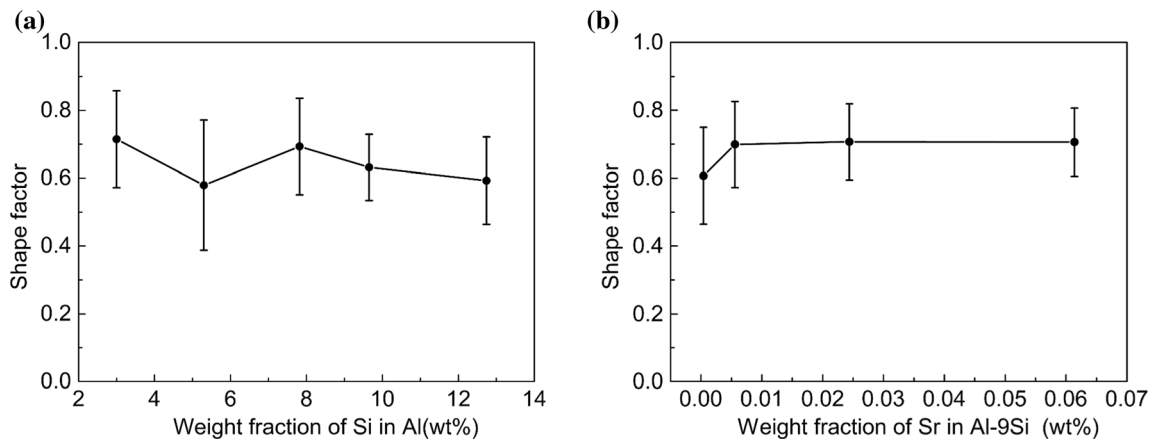 (a)
1.0
0.8
0.6
0.4
0.2
0.0
Shape factor
2 4 6 8 10 12 14
Weight fraction of Si in Al(wt%)
(b)
1.0
0.8
0.6
0.4
0.2
0.0
Shape factor
0.00 0.01 0.02 0.03 0.04 0.05 0.06 0.07
Weight fraction of Sr in Al-9Si (wt%)